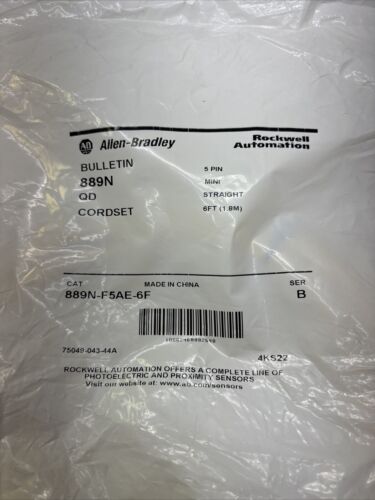 AB Allen-Bradley Rockwell Automation
BULLETIN 5 PIN
889N MINI
QD STRAIGHT
CORDSET 6FT (1.8M)
CAT MADE IN CHINA SER
889N-F5AE-6F B
75049-043-44A 4KS22
ROCKWELL AUTOMATION OFFERS A COMPLETE LINE OF
PHOTOELECTRIC AND PROXIMITY SENSORS
Visit our website at: www.ab.com/sensors